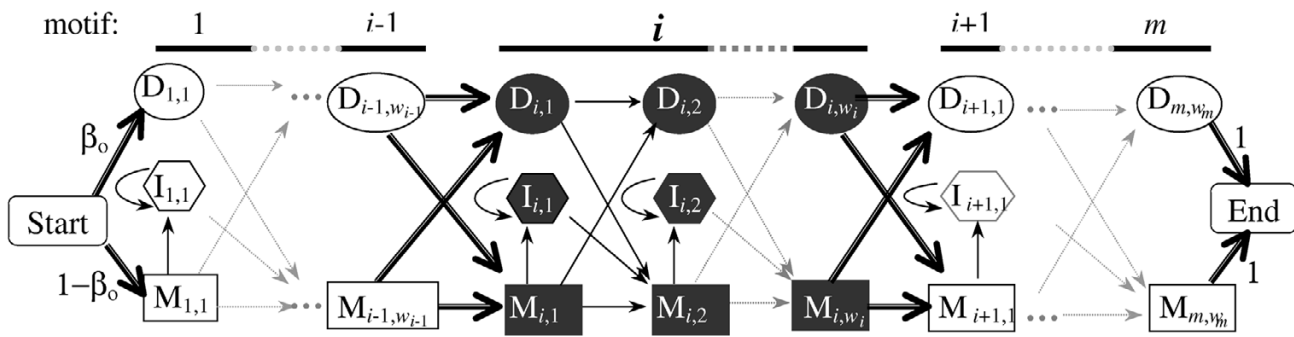 motif: 1 i-1 i i+1 m
D1,1 Di-1,wi-1 Di,1 Di,2 Di,wi Di+1,1 Dm,wm
βo 1
I1,1 Ii,1 Ii,2 Ii+1,1
Start End
1−βo 1
M1,1 Mi-1,wi-1 Mi,1 Mi,2 Mi,wi Mi+1,1 Mm,wm